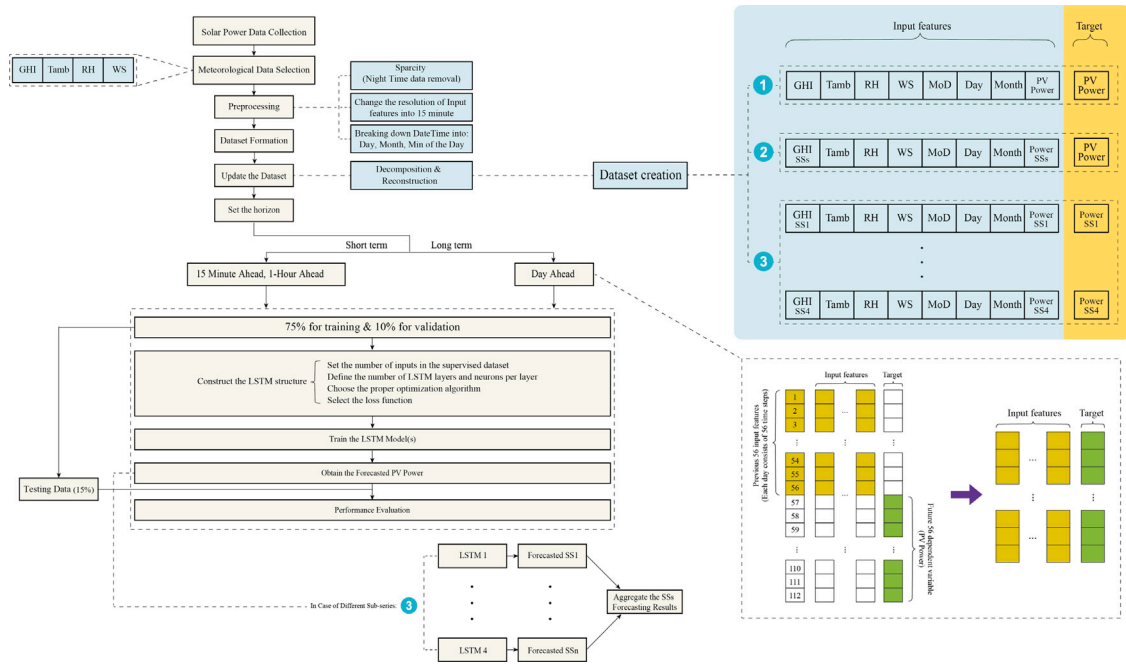 Solar Power Data Collection
GHI
Tamb
RH
WS
Meteorological Data Selection
Preprocessing
Dataset Formation
Update the Dataset
Set the horizon
Sparcity
(Night Time data removal)
Change the resolution of Input
features into 15 minute
Breaking down DateTime into:
Day, Month, Min of the Day
Decomposition &
Reconstruction
Dataset creation
Short term
Long term
15 Minute Ahead, 1-Hour Ahead
Day Ahead
75% for training & 10% for validation
Construct the LSTM structure
Set the number of inputs in the supervised dataset
Define the number of LSTM layers and neurons per layer
Choose the proper optimization algorithm
Select the loss function
Train the LSTM Model(s)
Obtain the Forecasted PV Power
Testing Data (15%)
Performance Evaluation
In Case of Different Sub-series.
3
LSTM 1
Forecasted SS1
LSTM 4
Forecasted SSn
Aggregate the SSs
Forecasting Results
Input features
Target
1
GHI
Tamb
RH
WS
MoD
Day
Month
PV
Power
PV
Power
2
GHI
SSs
Tamb
RH
WS
MoD
Day
Month
Power
SSs
PV
Power
3
GHI
SS1
Tamb
RH
WS
MoD
Day
Month
Power
SS1
Power
SS1
GHI
SS4
Tamb
RH
WS
MoD
Day
Month
Power
SS4
Power
SS4
Input features
Target
Previous 56 input features
(Each day consists of 56 time steps)
1
2
3
...
54
55
56
57
58
59
...
110
111
112
Future 56 dependent variable
(PV Power)
Input features
Target